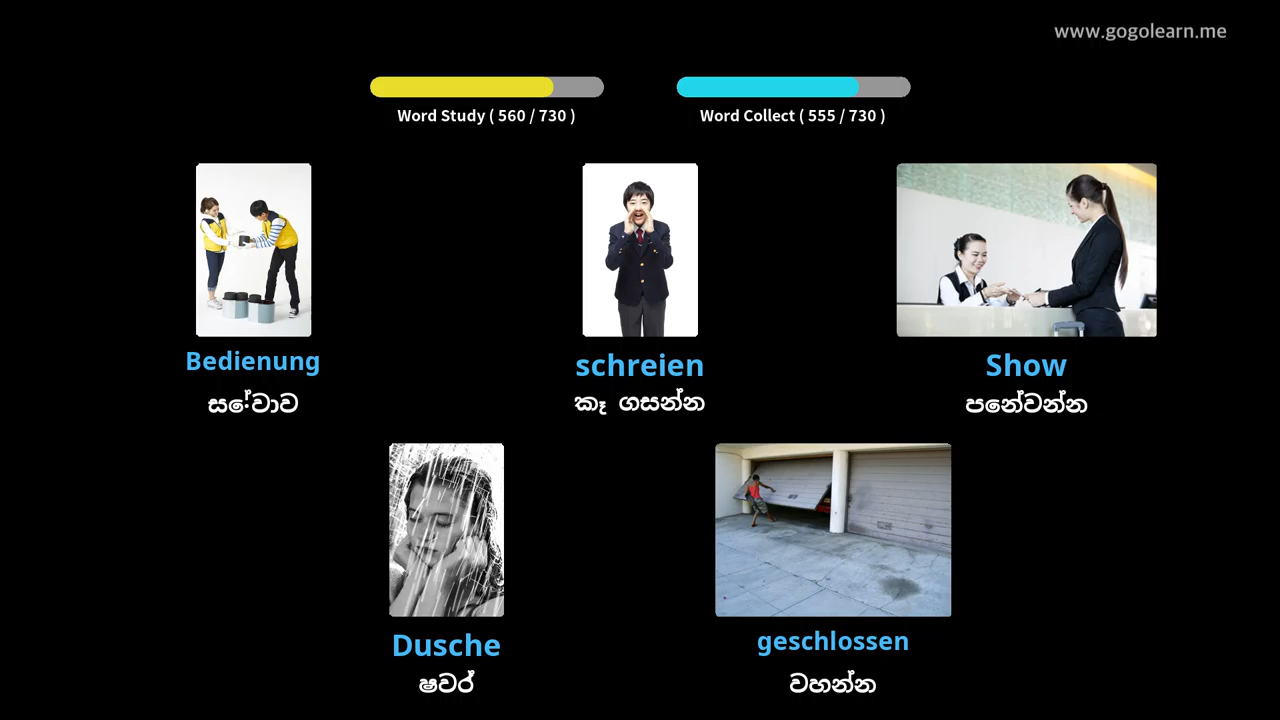 www.gogolearn.me
Word Study ( 560 / 730 )
Word Collect ( 555 / 730 )
Bedienung
සේවාව
schreien
කෑ ගසන්න
Show
පනේවන්න
Dusche
ෂවර්
geschlossen
වහන්න